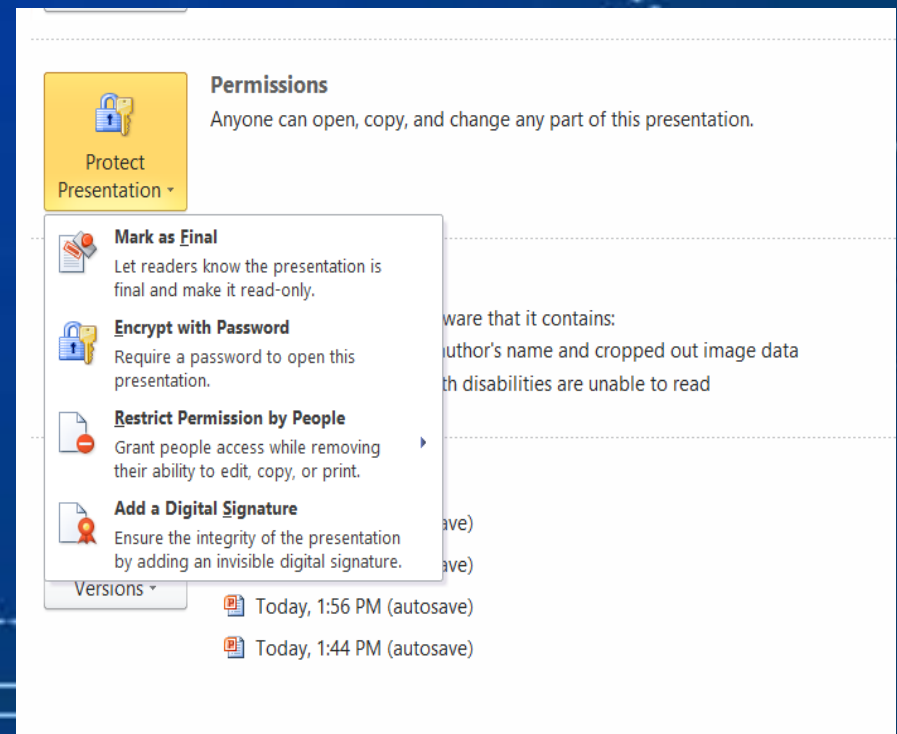 Permissions
Anyone can open, copy, and change any part of this presentation.
Protect
Presentation
Mark as Final
Let readers know the presentation is
final and make it read-only.
Encrypt with Password
Require a password to open this
presentation.
Restrict Permission by People
Grant people access while removing
their ability to edit, copy, or print.
Add a Digital Signature
Ensure the integrity of the presentation
by adding an invisible digital signature.
ware that it contains:
uthor's name and cropped out image data
th disabilities are unable to read
ave)
ave)
Versions
Today, 1:56 PM (autosave)
Today, 1:44 PM (autosave)